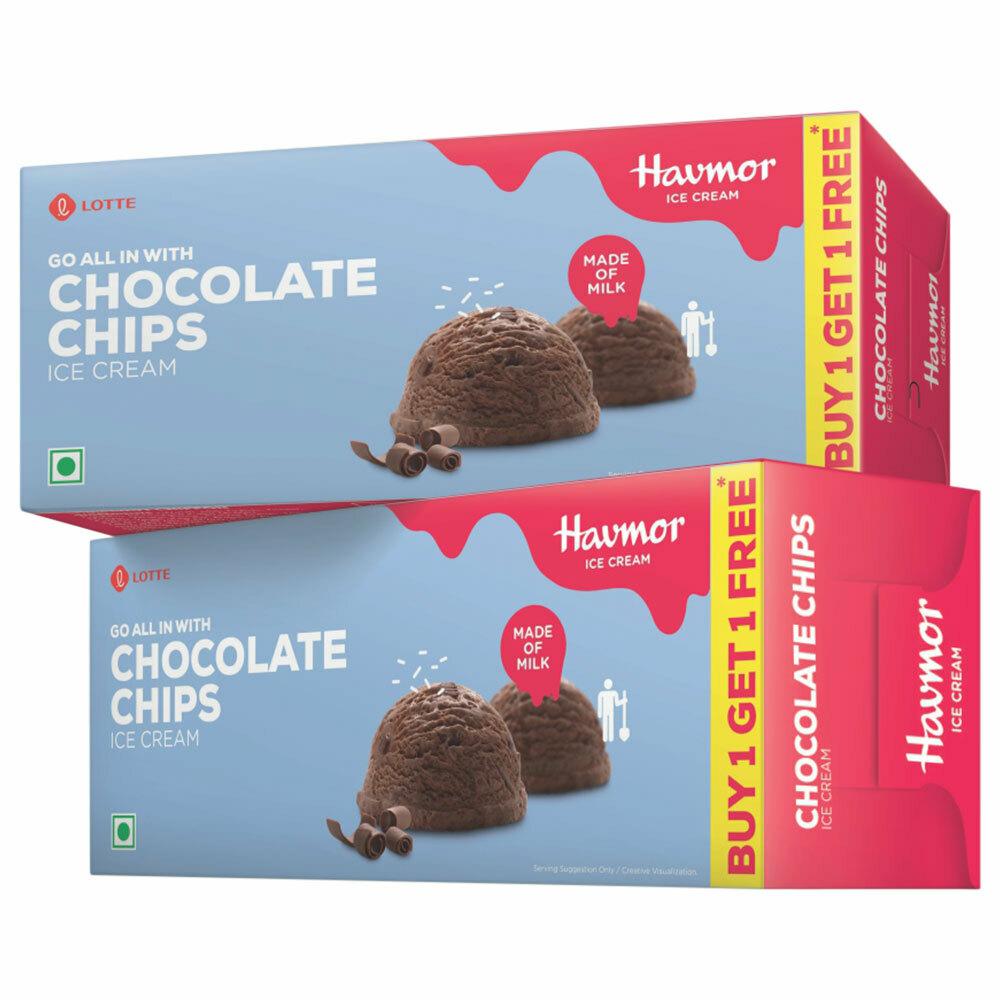 LOTTE
GO ALL IN WITH
CHOCOLATE
CHIPS
ICE CREAM
Havmor
ICE CREAM
MADE
OF
MILK
BUY 1 GET 1 FREE*
CHOCOLATE CHIPS
ICE CREAM
Havmor
ICE CREAM
Serving
LOTTE
GO ALL IN WITH
CHOCOLATE
CHIPS
ICE CREAM
Havmor
ICE CREAM
MADE
OF
MILK
Serving Suggestion Only / Creative Visualization.
BUY 1 GET 1 FREE*
CHOCOLATE CHIPS
ICE CREAM
Havmor
ICE CREAM